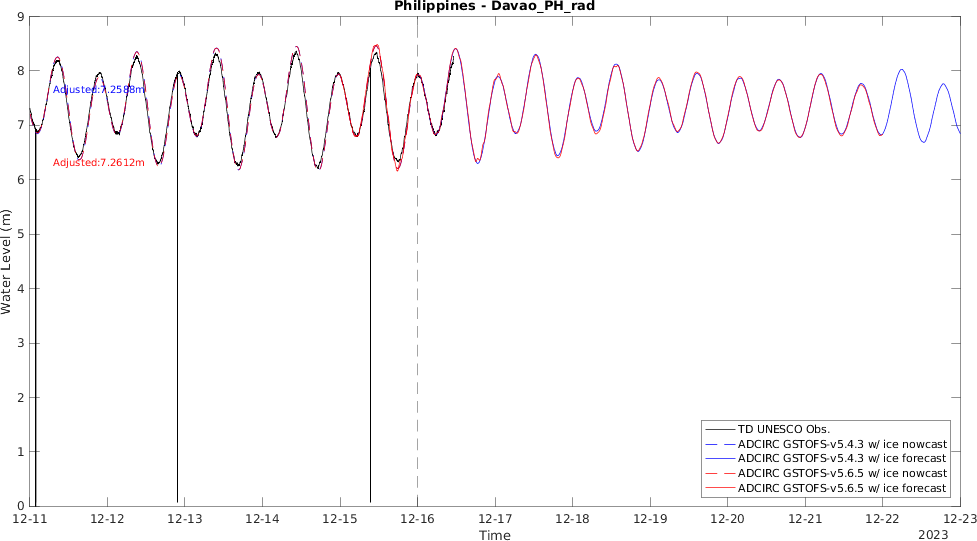 Philippines - Davao_PH_rad
9
8
7
6
5
4
3
2
1
0
Water Level (m)
Adjusted:7.2588m
Adjusted:7.2612m
TD UNESCO Obs.
ADCIRC GSTOFS-v5.4.3 w/ ice nowcast
ADCIRC GSTOFS-v5.4.3 w/ ice forecast
ADCIRC GSTOFS-v5.6.5 w/ ice nowcast
ADCIRC GSTOFS-v5.6.5 w/ ice forecast
12-11 12-12 12-13 12-14 12-15 12-16 12-17 12-18 12-19 12-20 12-21 12-22 12-23
Time
2023